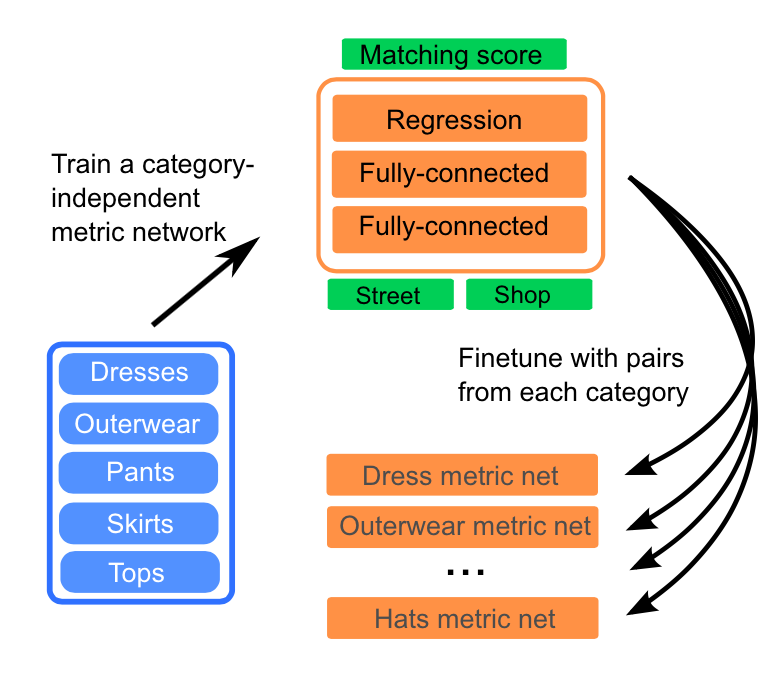 Matching score
Regression
Fully-connected
Fully-connected
Street
Shop
Train a category-
independent
metric network
Dresses
Outerwear
Pants
Skirts
Tops
Finetune with pairs
from each category
Dress metric net
Outerwear metric net
...
Hats metric net